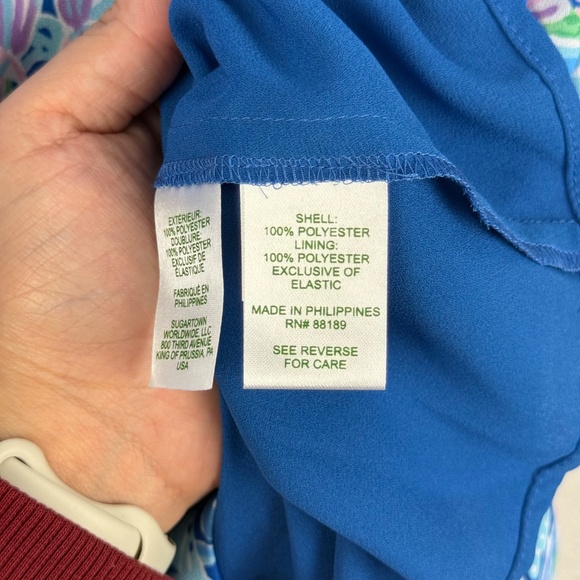 EXTERIEUR:
100% POLYESTER
DOUBLURE:
100% POLYESTER
EXCLUSIF DE
ÉLASTIQUE
FABRIQUÉ EN
PHILIPPINES
SUGARTOWN
WORLDWIDE, LLC
800 THIRD AVENUE
KING OF PRUSSIA, PA
USA
SHELL:
100% POLYESTER
LINING:
100% POLYESTER
EXCLUSIVE OF
ELASTIC
MADE IN PHILIPPINES
RN# 88189
SEE REVERSE
FOR CARE